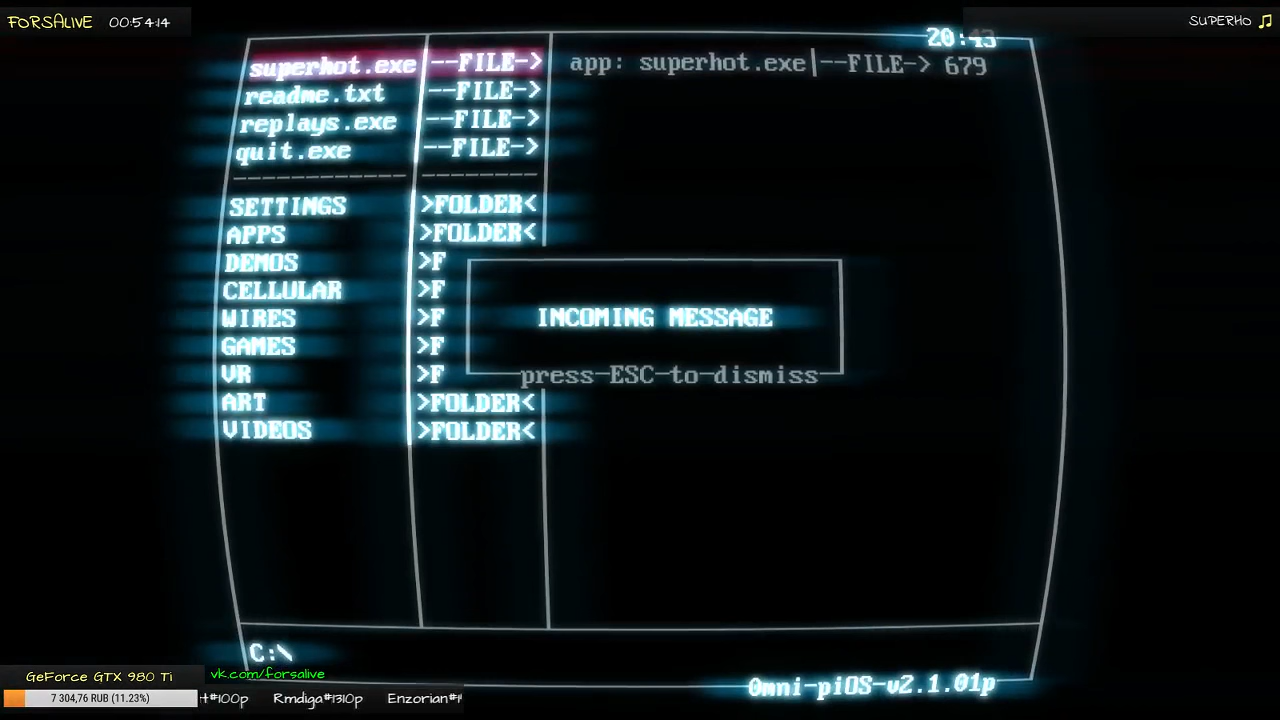 FORSALIVE 00:54:14
SUPERHO
20:43
superhot.exe --FILE-> app: superhot.exe --FILE-> 679
readme.txt --FILE->
replays.exe --FILE->
quit.exe --FILE->
SETTINGS >FOLDER<
APPS >FOLDER<
DEMOS >F
CELLULAR >F
WIRES >F
GAMES >F
VR >F
ART >FOLDER<
VIDEOS >FOLDER<
INCOMING MESSAGE
press ESC to dismiss
C:\
Omni-piOS-v2.1.01p
GeForce GTX 980 Ti
vk.com/forsalive
7 304,76 RUB (11.23%)
#100p Rmdiga#1310p Enzorian#